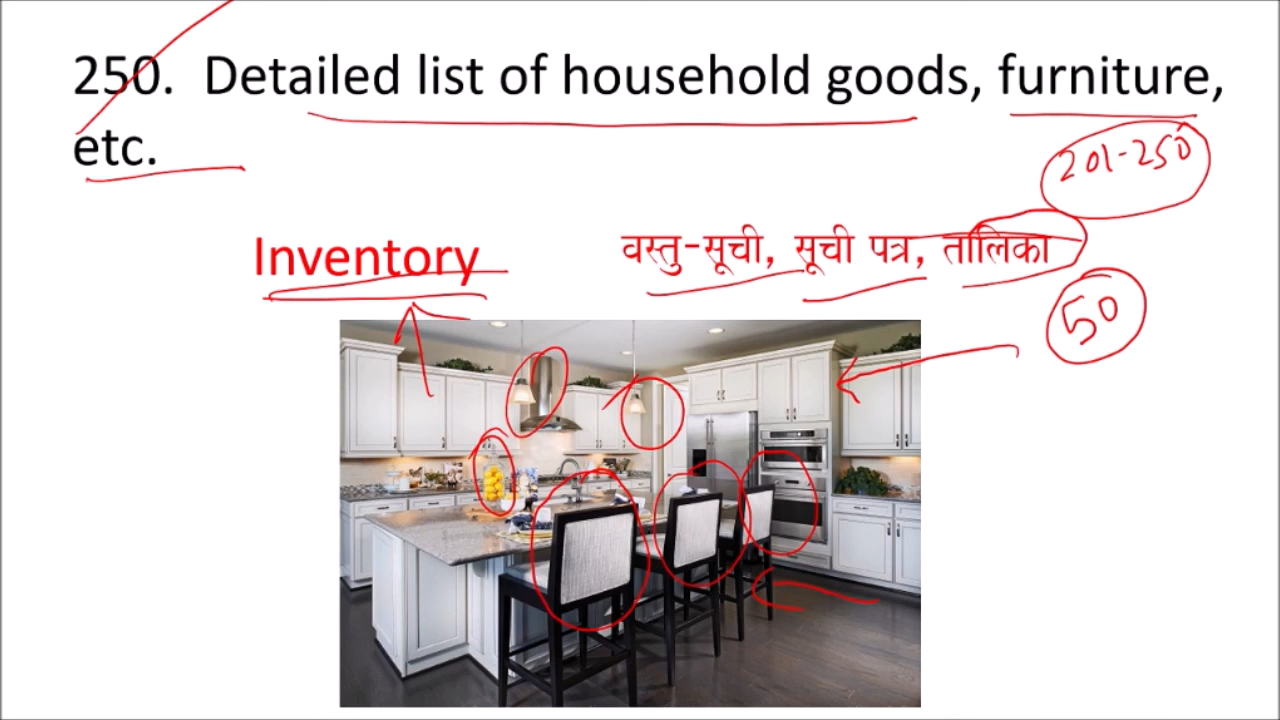 250. Detailed list of household goods, furniture,
etc.
201-250
Inventory वस्तु-सूची, सूची पत्र, तालिका
50